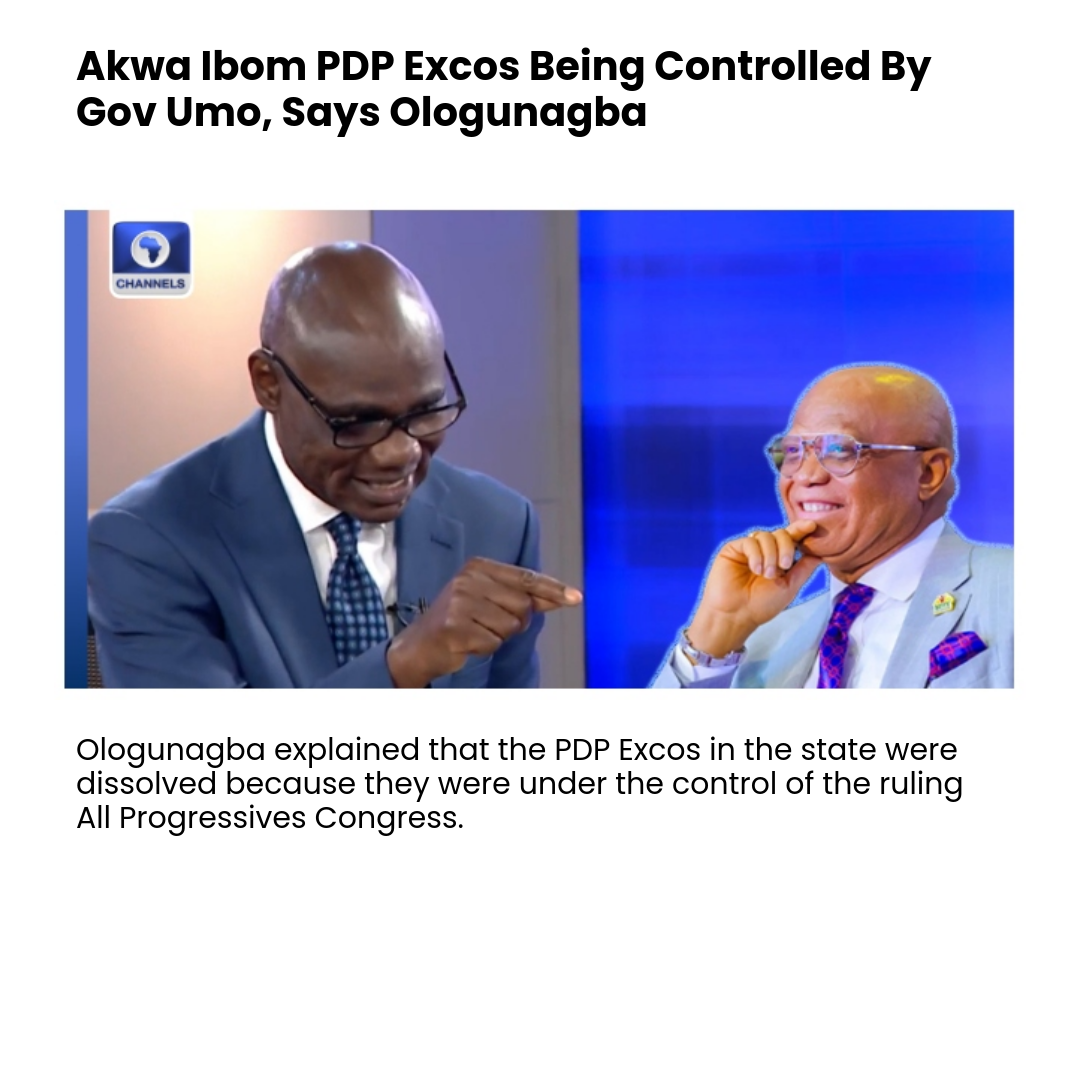 Akwa Ibom PDP Excos Being Controlled By
Gov Umo, Says Ologunagba
CHANNELS
Ologunagba explained that the PDP Excos in the state were
dissolved because they were under the control of the ruling
All Progressives Congress.